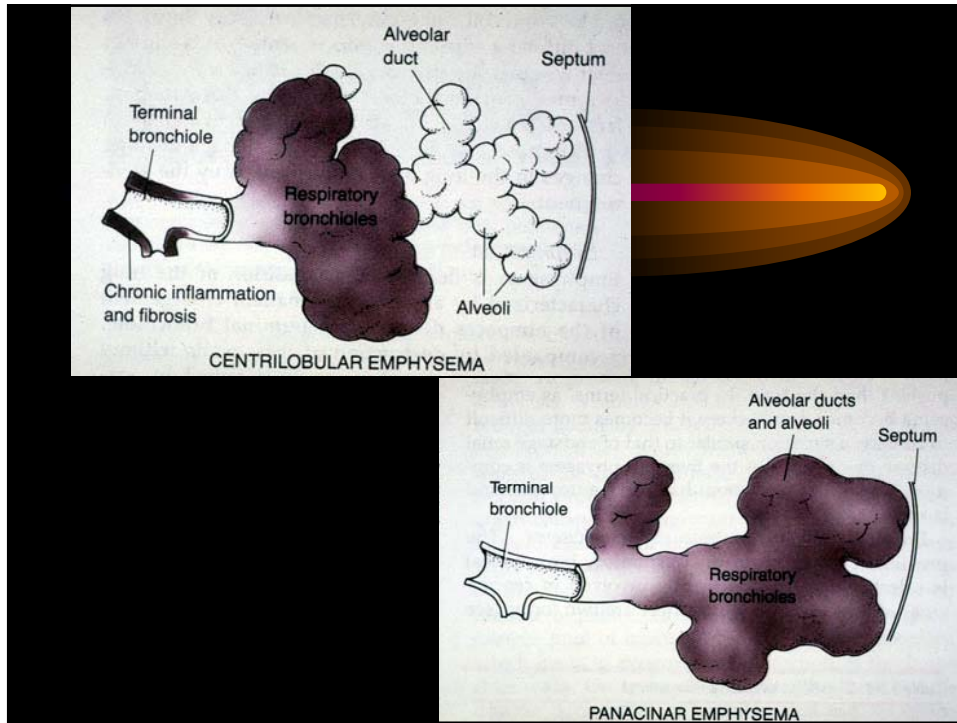 Alveolar
duct
Septum
Terminal
bronchiole
Respiratory
bronchioles
Chronic inflammation
and fibrosis
Alveoli
CENTRILOBULAR EMPHYSEMA
Alveolar ducts
and alveoli
Septum
Terminal
bronchiole
Respiratory
bronchioles
PANACINAR EMPHYSEMA